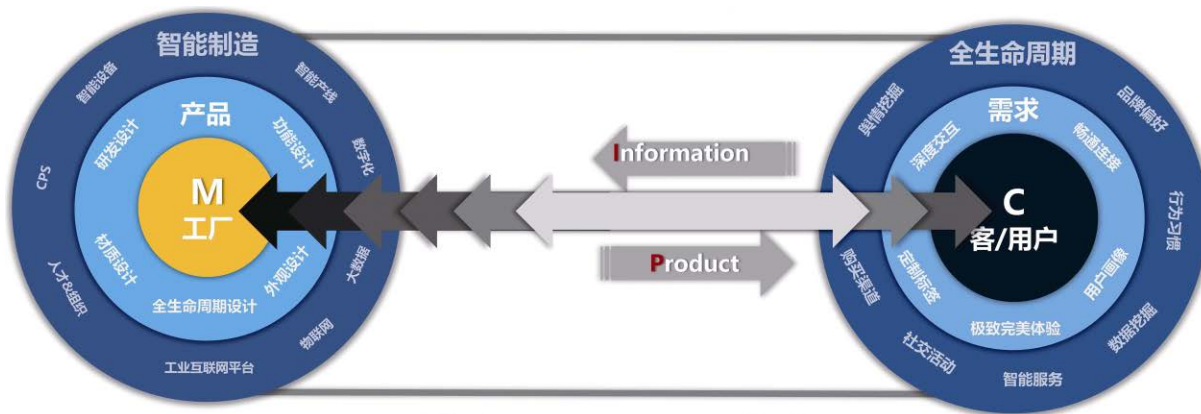 智能制造
智能设备
智能产线
CPS
数字化
人才&组织
大数据
物联网
工业互联网平台
产品
研发设计
功能设计
材质设计
外观设计
全生命周期设计
M
工厂
Information
Product
全生命周期
舆情挖掘
品牌偏好
行为习惯
购买渠道
数据挖掘
社交活动
智能服务
需求
深度交互
畅通连接
定制标签
用户画像
极致完美体验
C
客/用户